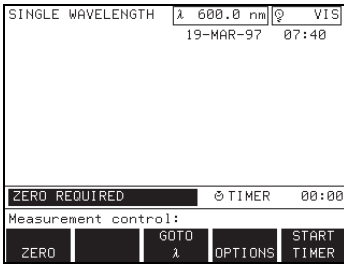 SINGLE WAVELENGTH λ 600.0 nm VIS
19-MAR-97 07:40
ZERO REQUIRED TIMER 00:00
Measurement control:
ZERO GOTO λ OPTIONS START TIMER